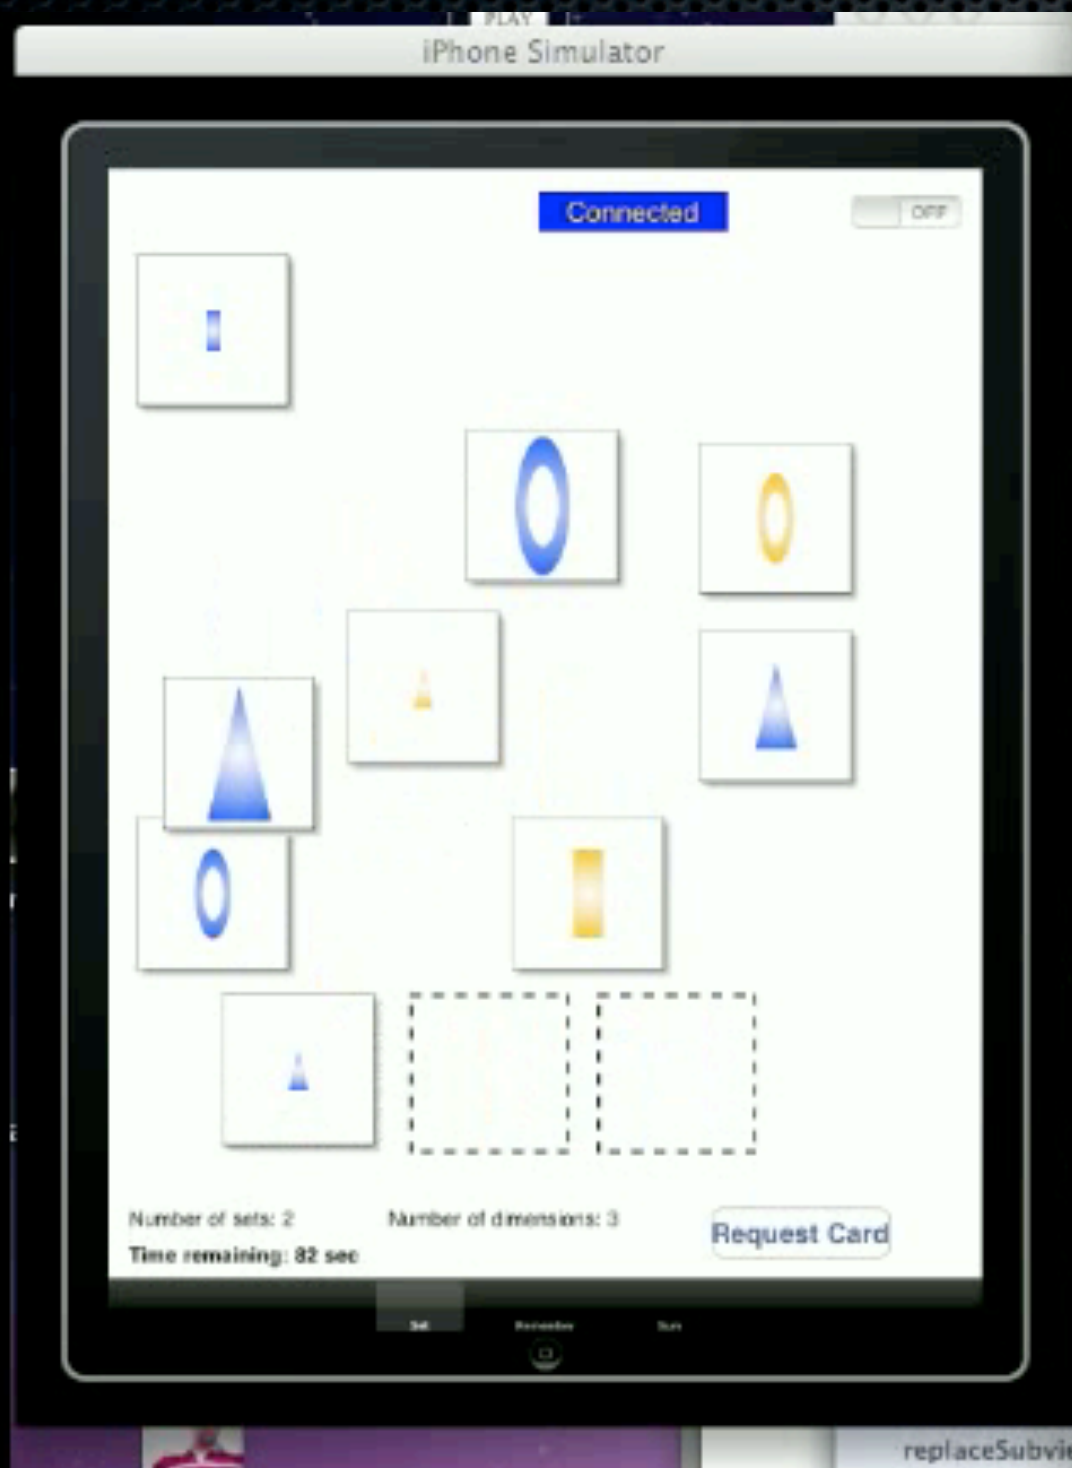 PLAY
iPhone Simulator
Connected
OFF
Number of sets: 2
Number of dimensions: 3
Request Card
Time remaining: 82 sec
Set
Remember
replaceSubvie